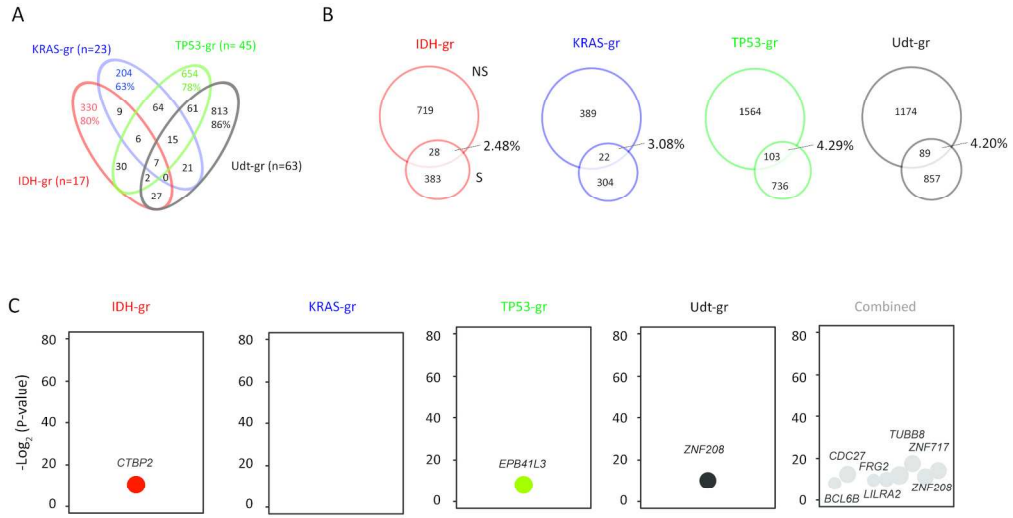 A
KRAS-gr (n=23)
TP53-gr (n= 45)
204
63%
654
78%
330
80%
9
64
61
813
86%
6
15
30
7
21
2
0
27
IDH-gr (n=17)
Udt-gr (n=63)
B
IDH-gr
KRAS-gr
TP53-gr
Udt-gr
NS
719
28
2.48%
383
S
389
22
3.08%
304
1564
103
4.29%
736
1174
89
4.20%
857
C
IDH-gr
KRAS-gr
TP53-gr
Udt-gr
Combined
-Log2 (P-value)
80
60
40
20
0
CTBP2
80
60
40
20
0
80
60
40
20
0
EPB41L3
80
60
40
20
0
ZNF208
80
60
40
20
0
TUBB8
ZNF717
CDC27
FRG2
BCL6B
LILRA2
ZNF208